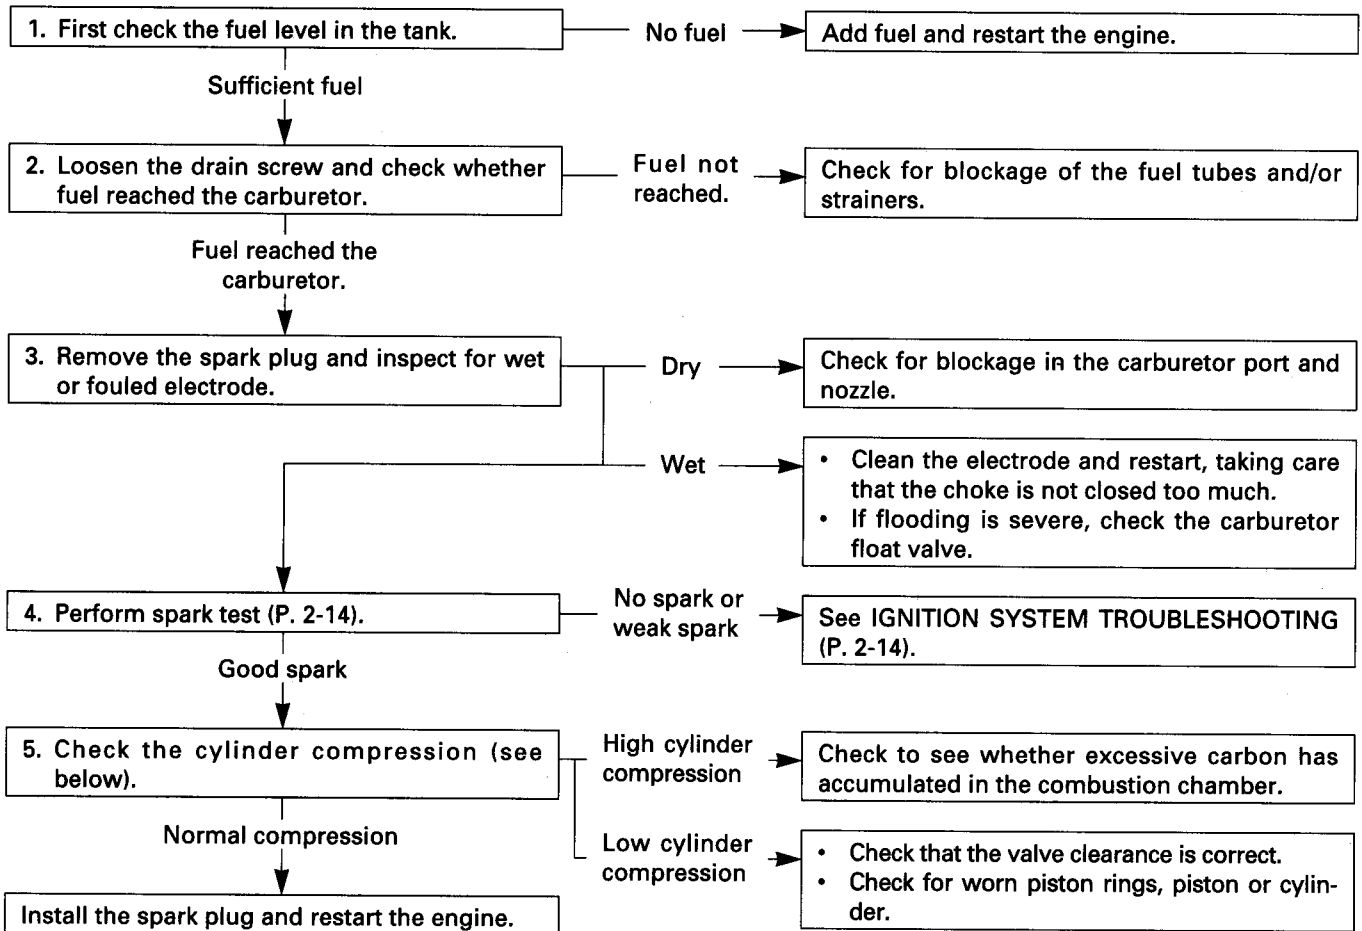 1. First check the fuel level in the tank.
No fuel
Add fuel and restart the engine.
Sufficient fuel
2. Loosen the drain screw and check whether
fuel reached the carburetor.
Fuel not
reached.
Check for blockage of the fuel tubes and/or
strainers.
Fuel reached the
carburetor.
3. Remove the spark plug and inspect for wet
or fouled electrode.
Dry
Check for blockage in the carburetor port and
nozzle.
Wet
• Clean the electrode and restart, taking care
that the choke is not closed too much.
• If flooding is severe, check the carburetor
float valve.
4. Perform spark test (P. 2-14).
No spark or
weak spark
See IGNITION SYSTEM TROUBLESHOOTING
(P. 2-14).
Good spark
5. Check the cylinder compression (see
below).
High cylinder
compression
Check to see whether excessive carbon has
accumulated in the combustion chamber.
Normal compression
Low cylinder
compression
• Check that the valve clearance is correct.
• Check for worn piston rings, piston or cylin-
der.
Install the spark plug and restart the engine.